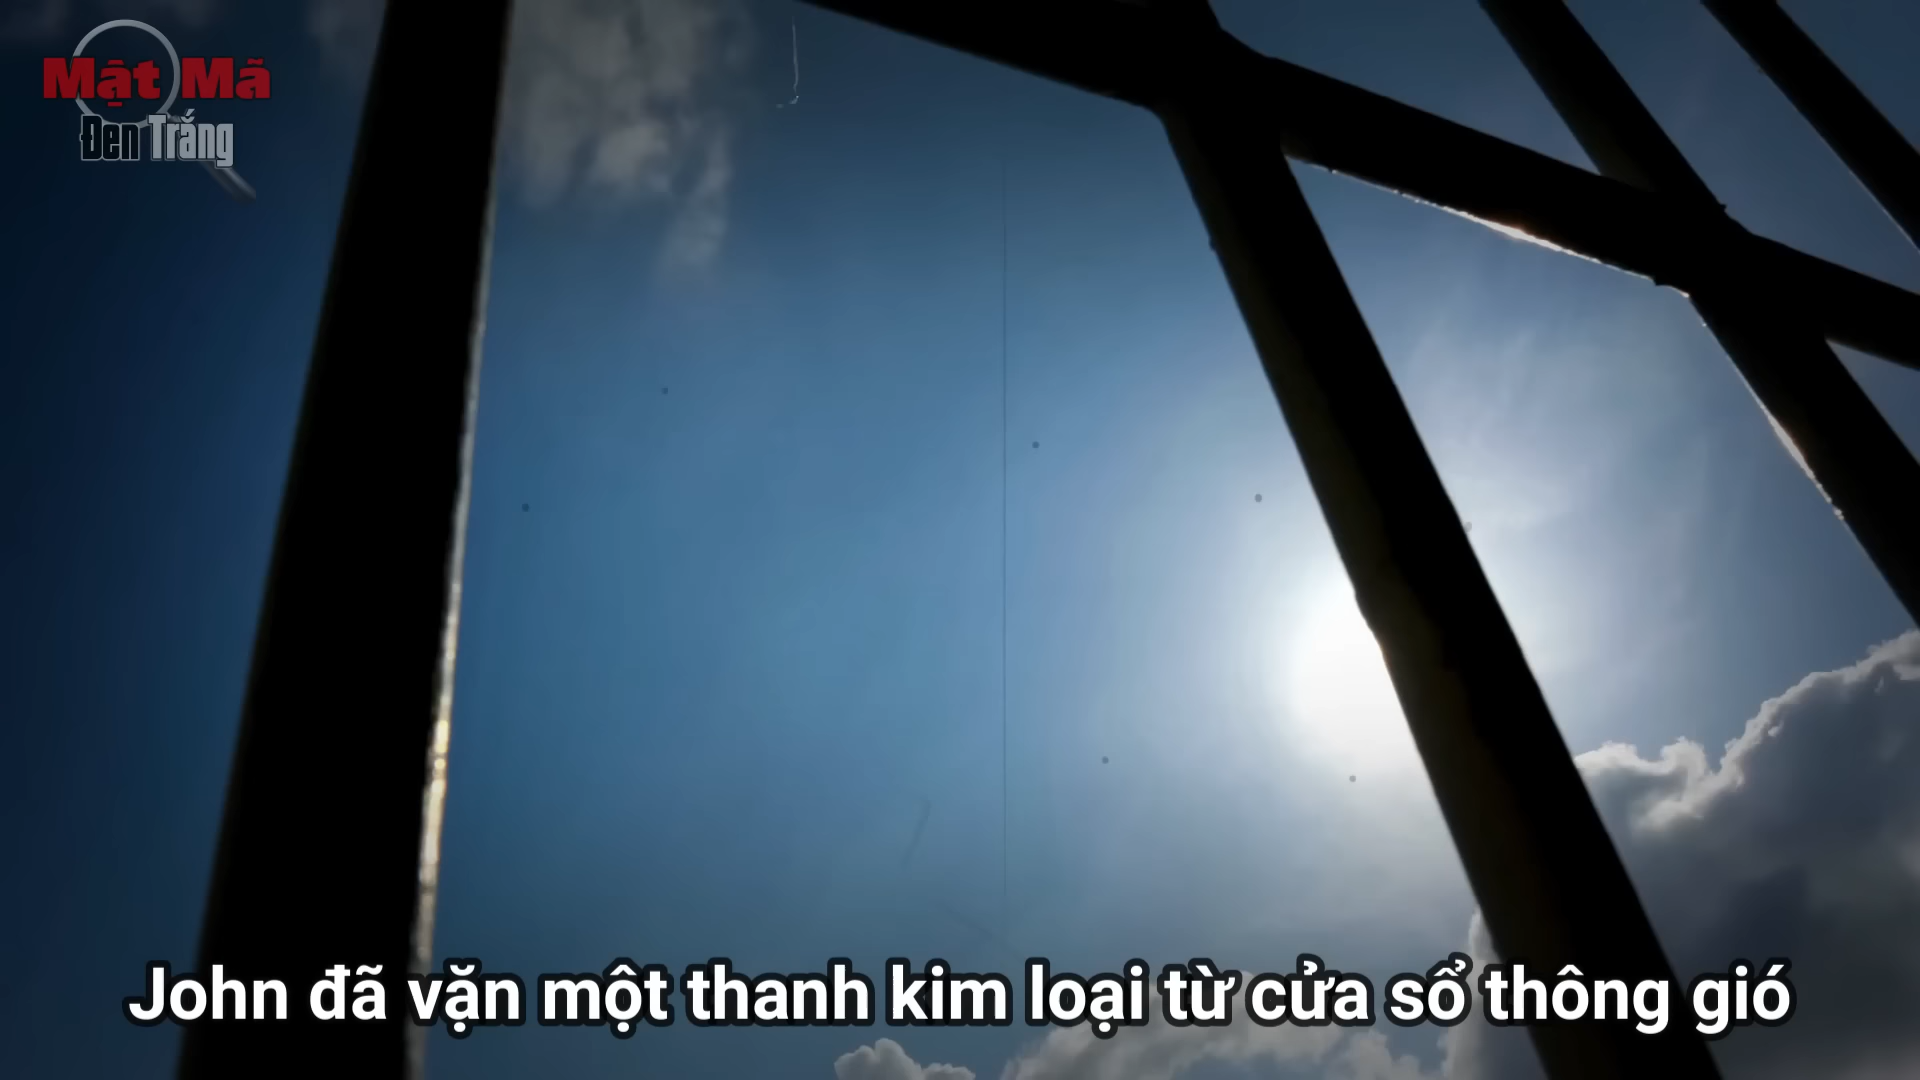 Mật Mã
Đen Trắng
John đã vặn một thanh kim loại từ cửa sổ thông gió